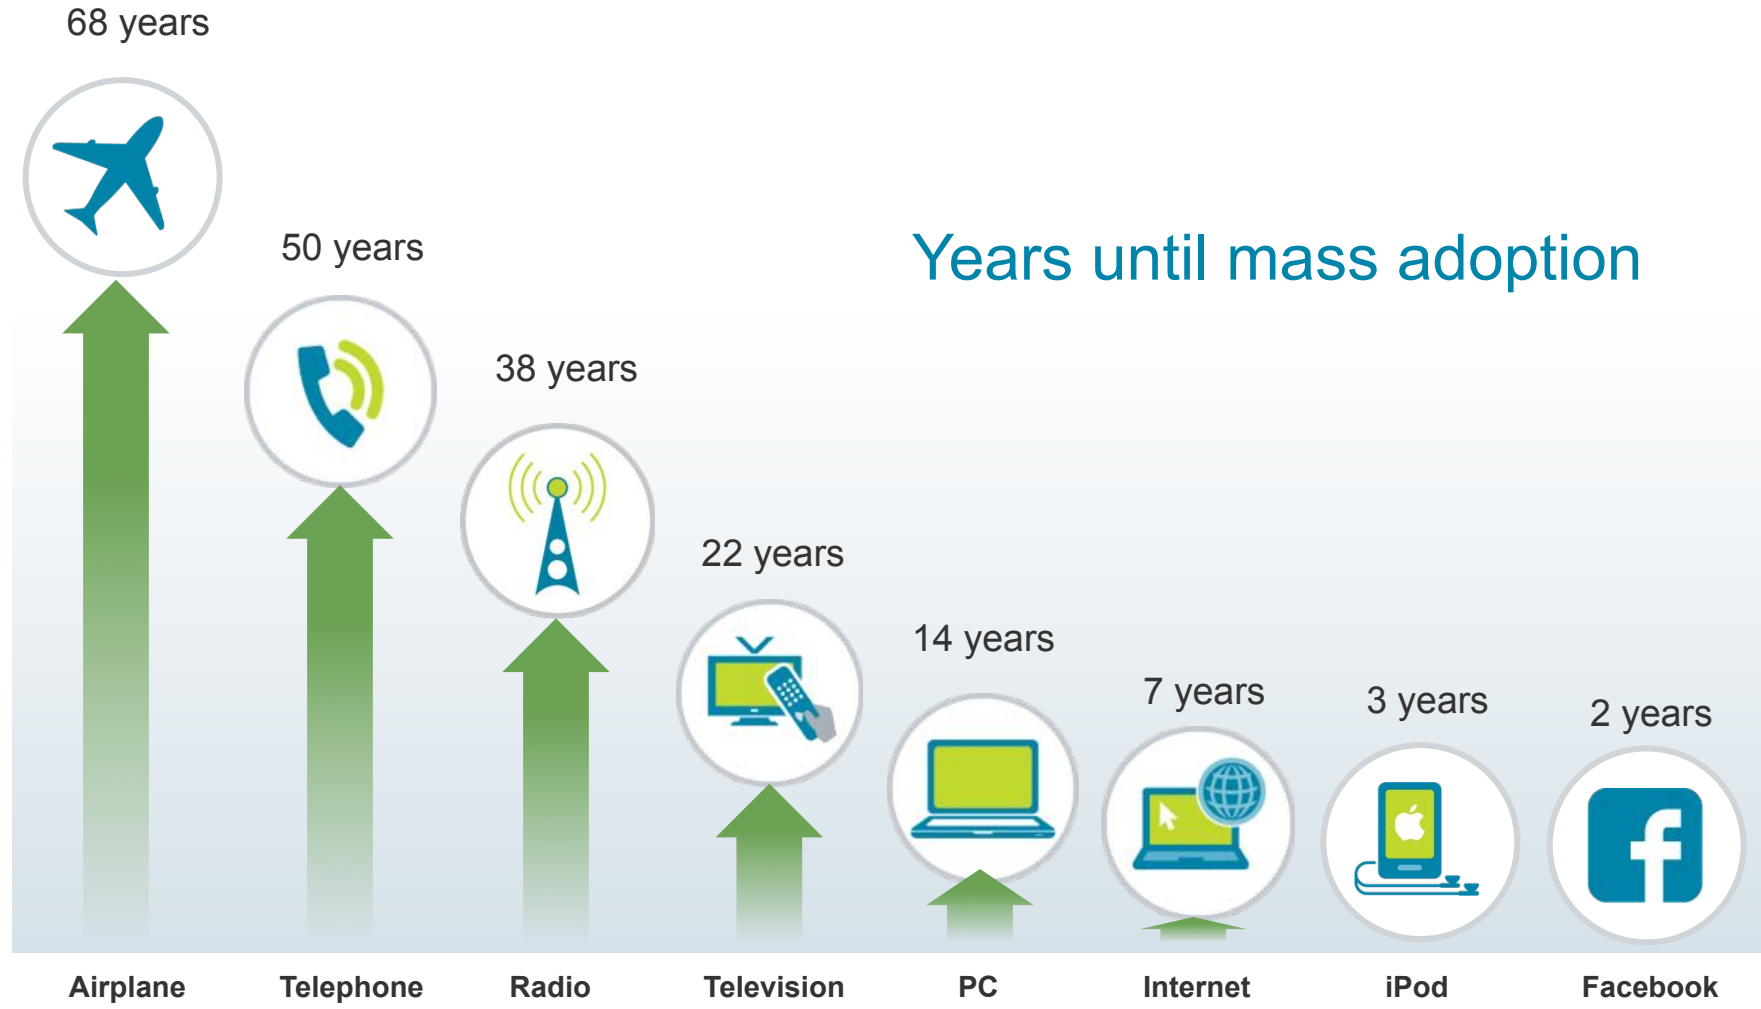 68 years
50 years
Years until mass adoption
38 years
22 years
14 years
7 years
3 years
2 years
Airplane
Telephone
Radio
Television
PC
Internet
iPod
Facebook